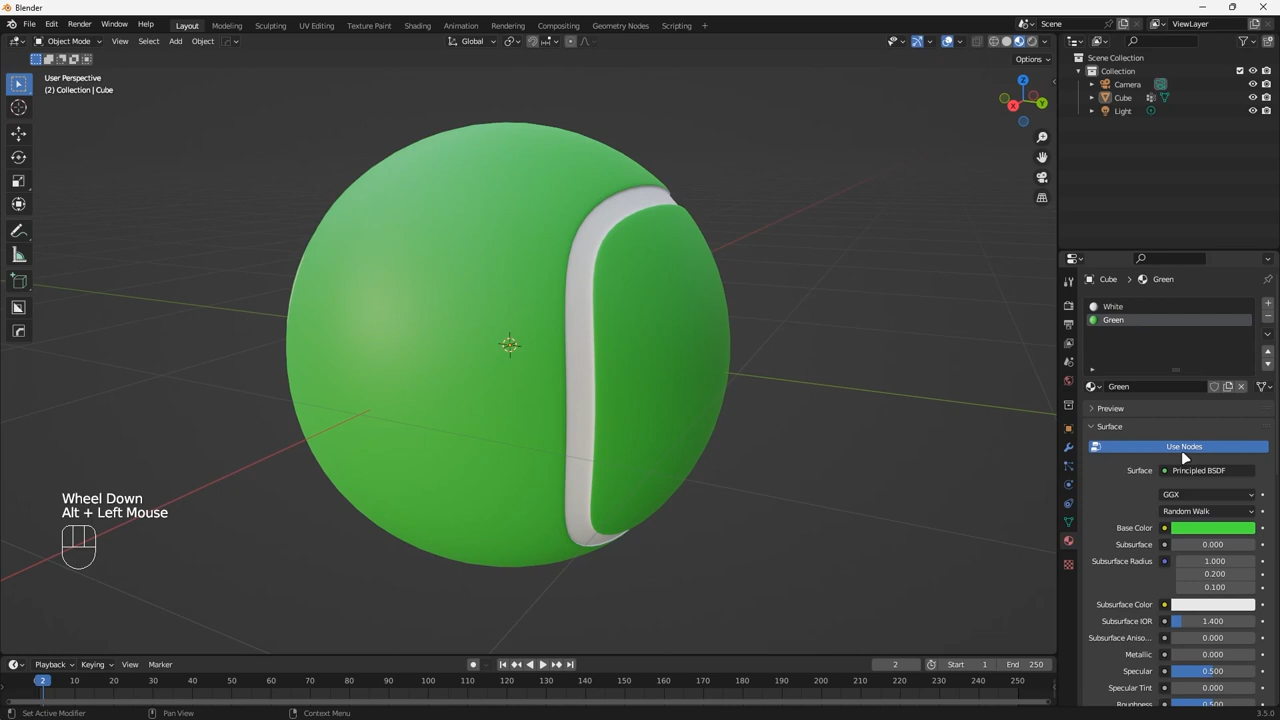 Blender
File Edit Render Window Help Layout Modeling Sculpting UV Editing Texture Paint Shading Animation Rendering Compositing Geometry Nodes Scripting + Scene ViewLayer
Object Mode View Select Add Object Global
Options
User Perspective
(2) Collection | Cube
Z
Y
X
Scene Collection
Collection
Camera
Cube
Light
Cube > Green
White
Green
Green
Preview
Surface
Use Nodes
Surface Principled BSDF
GGX
Random Walk
Base Color
Subsurface 0.000
Subsurface Radius 1.000
0.200
0.100
Subsurface Color
Subsurface IOR 1.400
Subsurface Aniso... 0.000
Metallic 0.000
Specular 0.500
Specular Tint 0.000
Roughness 0.500
Wheel Down
Alt + Left Mouse
Playback Keying View Marker 2 Start 1 End 250
2 10 20 30 40 50 60 70 80 90 100 110 120 130 140 150 160 170 180 190 200 210 220 230 240 250
Set Active Modifier Pan View Context Menu 3.5.0